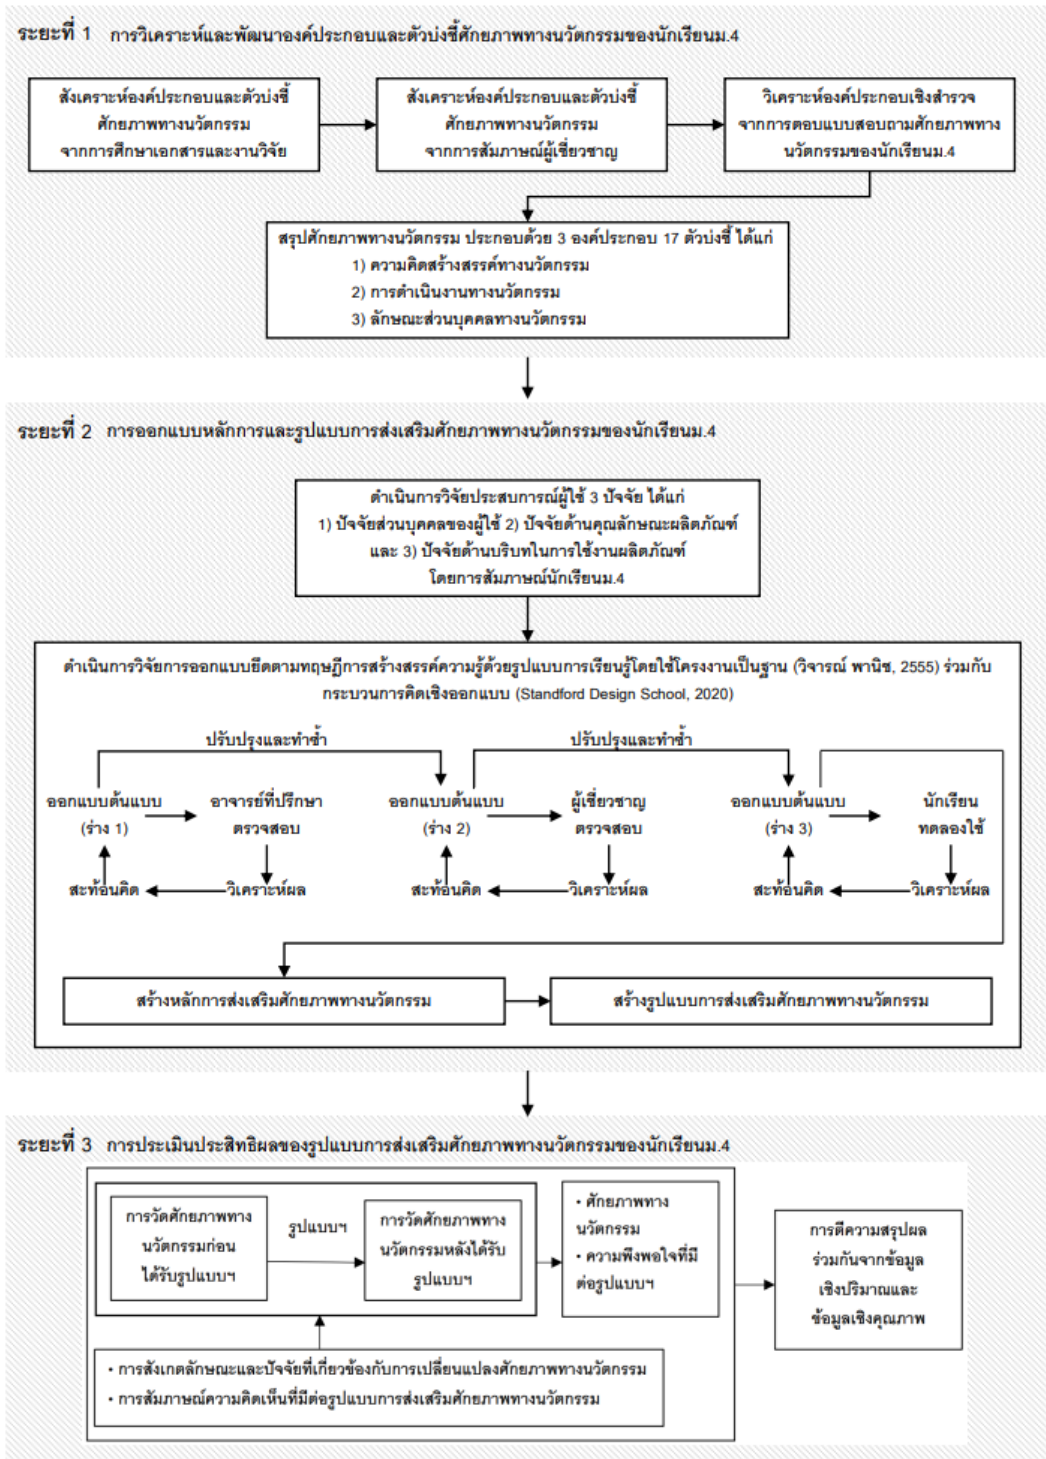 ระยะที่ 1 การวิเคราะห์และพัฒนาองค์ประกอบและตัวบ่งชี้ศักยภาพทางนวัตกรรมของนักเรียนม.4
สังเคราะห์องค์ประกอบและตัวบ่งชี้
ศักยภาพทางนวัตกรรม
จากการศึกษาเอกสารและงานวิจัย
สังเคราะห์องค์ประกอบและตัวบ่งชี้
ศักยภาพทางนวัตกรรม
จากการสัมภาษณ์ผู้เชี่ยวชาญ
วิเคราะห์องค์ประกอบเชิงสำรวจ
จากการตอบแบบสอบถามศักยภาพทาง
นวัตกรรมของนักเรียนม.4
สรุปศักยภาพทางนวัตกรรม ประกอบด้วย 3 องค์ประกอบ 17 ตัวบ่งชี้ ได้แก่
1) ความคิดสร้างสรรค์ทางนวัตกรรม
2) การดำเนินงานทางนวัตกรรม
3) ลักษณะส่วนบุคคลทางนวัตกรรม
ระยะที่ 2 การออกแบบหลักการและรูปแบบการส่งเสริมศักยภาพทางนวัตกรรมของนักเรียนม.4
ดำเนินการวิจัยประสบการณ์ผู้ใช้ 3 ปัจจัย ได้แก่
1) ปัจจัยส่วนบุคคลของผู้ใช้ 2) ปัจจัยด้านคุณลักษณะผลิตภัณฑ์
และ 3) ปัจจัยด้านบริบทในการใช้งานผลิตภัณฑ์
โดยการสัมภาษณ์นักเรียนม.4
ดำเนินการวิจัยการออกแบบยึดตามทฤษฎีการสร้างสรรค์ความรู้ด้วยรูปแบบการเรียนรู้โดยใช้โครงงานเป็นฐาน (วิจารณ์ พานิช, 2555) ร่วมกับ
กระบวนการคิดเชิงออกแบบ (Standford Design School, 2020)
ปรับปรุงและทำซ้ำ
ปรับปรุงและทำซ้ำ
ออกแบบต้นแบบ
(ร่าง 1)
อาจารย์ที่ปรึกษา
ตรวจสอบ
ออกแบบต้นแบบ
(ร่าง 2)
ผู้เชี่ยวชาญ
ตรวจสอบ
ออกแบบต้นแบบ
(ร่าง 3)
นักเรียน
ทดลองใช้
สะท้อนคิด
วิเคราะห์ผล
สะท้อนคิด
วิเคราะห์ผล
สะท้อนคิด
วิเคราะห์ผล
สร้างหลักการส่งเสริมศักยภาพทางนวัตกรรม
สร้างรูปแบบการส่งเสริมศักยภาพทางนวัตกรรม
ระยะที่ 3 การประเมินประสิทธิผลของรูปแบบการส่งเสริมศักยภาพทางนวัตกรรมของนักเรียนม.4
การวัดศักยภาพทาง
นวัตกรรมก่อน
ได้รับรูปแบบฯ
รูปแบบฯ
การวัดศักยภาพทาง
นวัตกรรมหลังได้รับ
รูปแบบฯ
• ศักยภาพทาง
นวัตกรรม
• ความพึงพอใจที่มี
ต่อรูปแบบฯ
การตีความสรุปผล
ร่วมกันจากข้อมูล
เชิงปริมาณและ
ข้อมูลเชิงคุณภาพ
• การสังเกตลักษณะและปัจจัยที่เกี่ยวข้องกับการเปลี่ยนแปลงศักยภาพทางนวัตกรรม
• การสัมภาษณ์ความคิดเห็นที่มีต่อรูปแบบการส่งเสริมศักยภาพทางนวัตกรรม